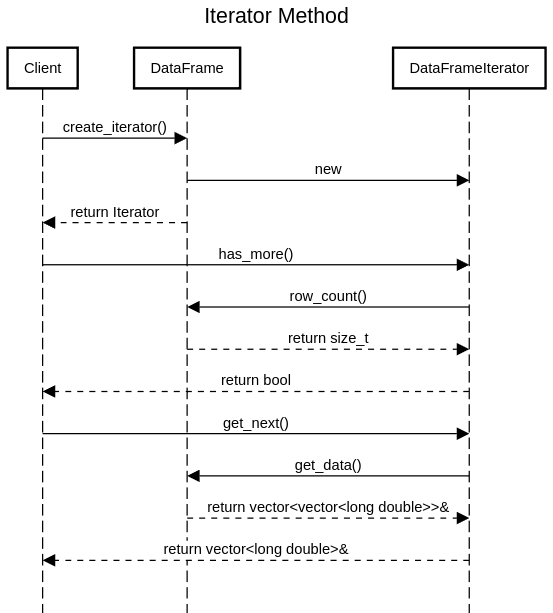 Iterator Method
Client
DataFrame
DataFrameIterator
create_iterator()
new
return Iterator
has_more()
row_count()
return size_t
return bool
get_next()
get_data()
return vector<vector<long double>>&
return vector<long double>&